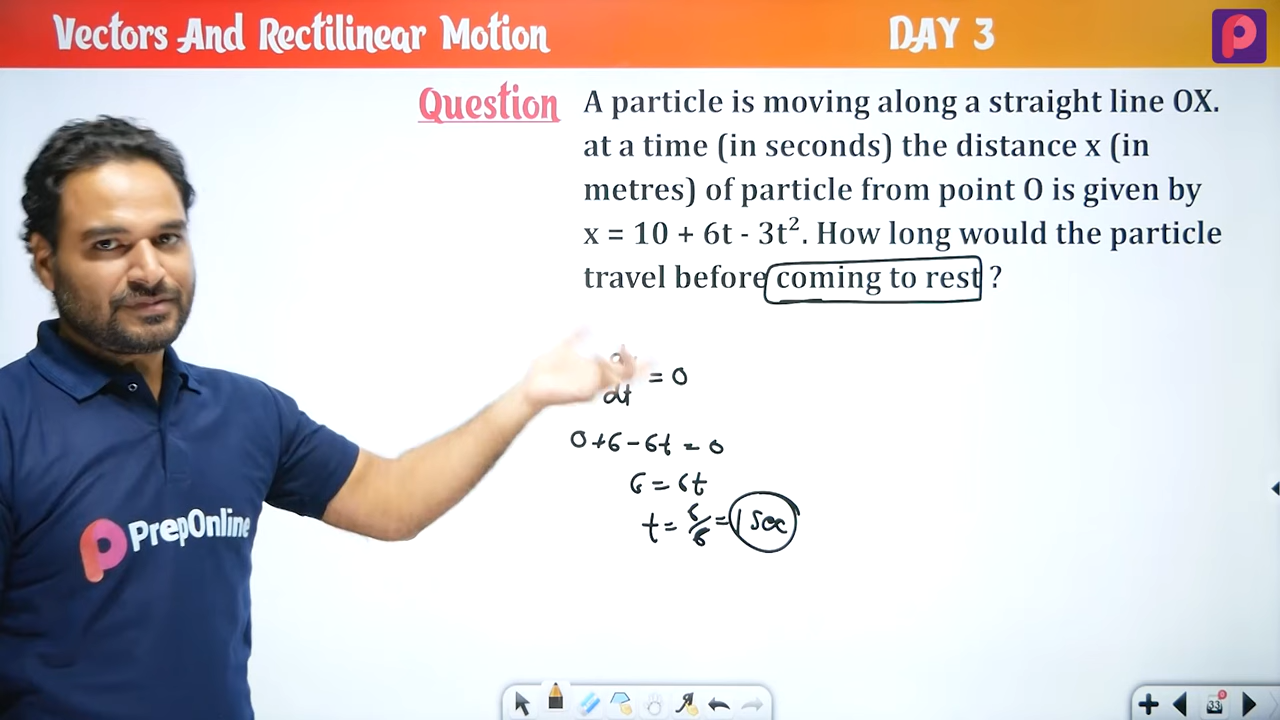 Vectors And Rectilinear Motion
DAY 3
Question
A particle is moving along a straight line OX.
at a time (in seconds) the distance x (in
metres) of particle from point O is given by
x = 10 + 6t - 3t². How long would the particle
travel before coming to rest ?
dt = 0
0+6-6t = 0
6 = 6t
t = 6/6 = 1 sec
PrepOnline
33